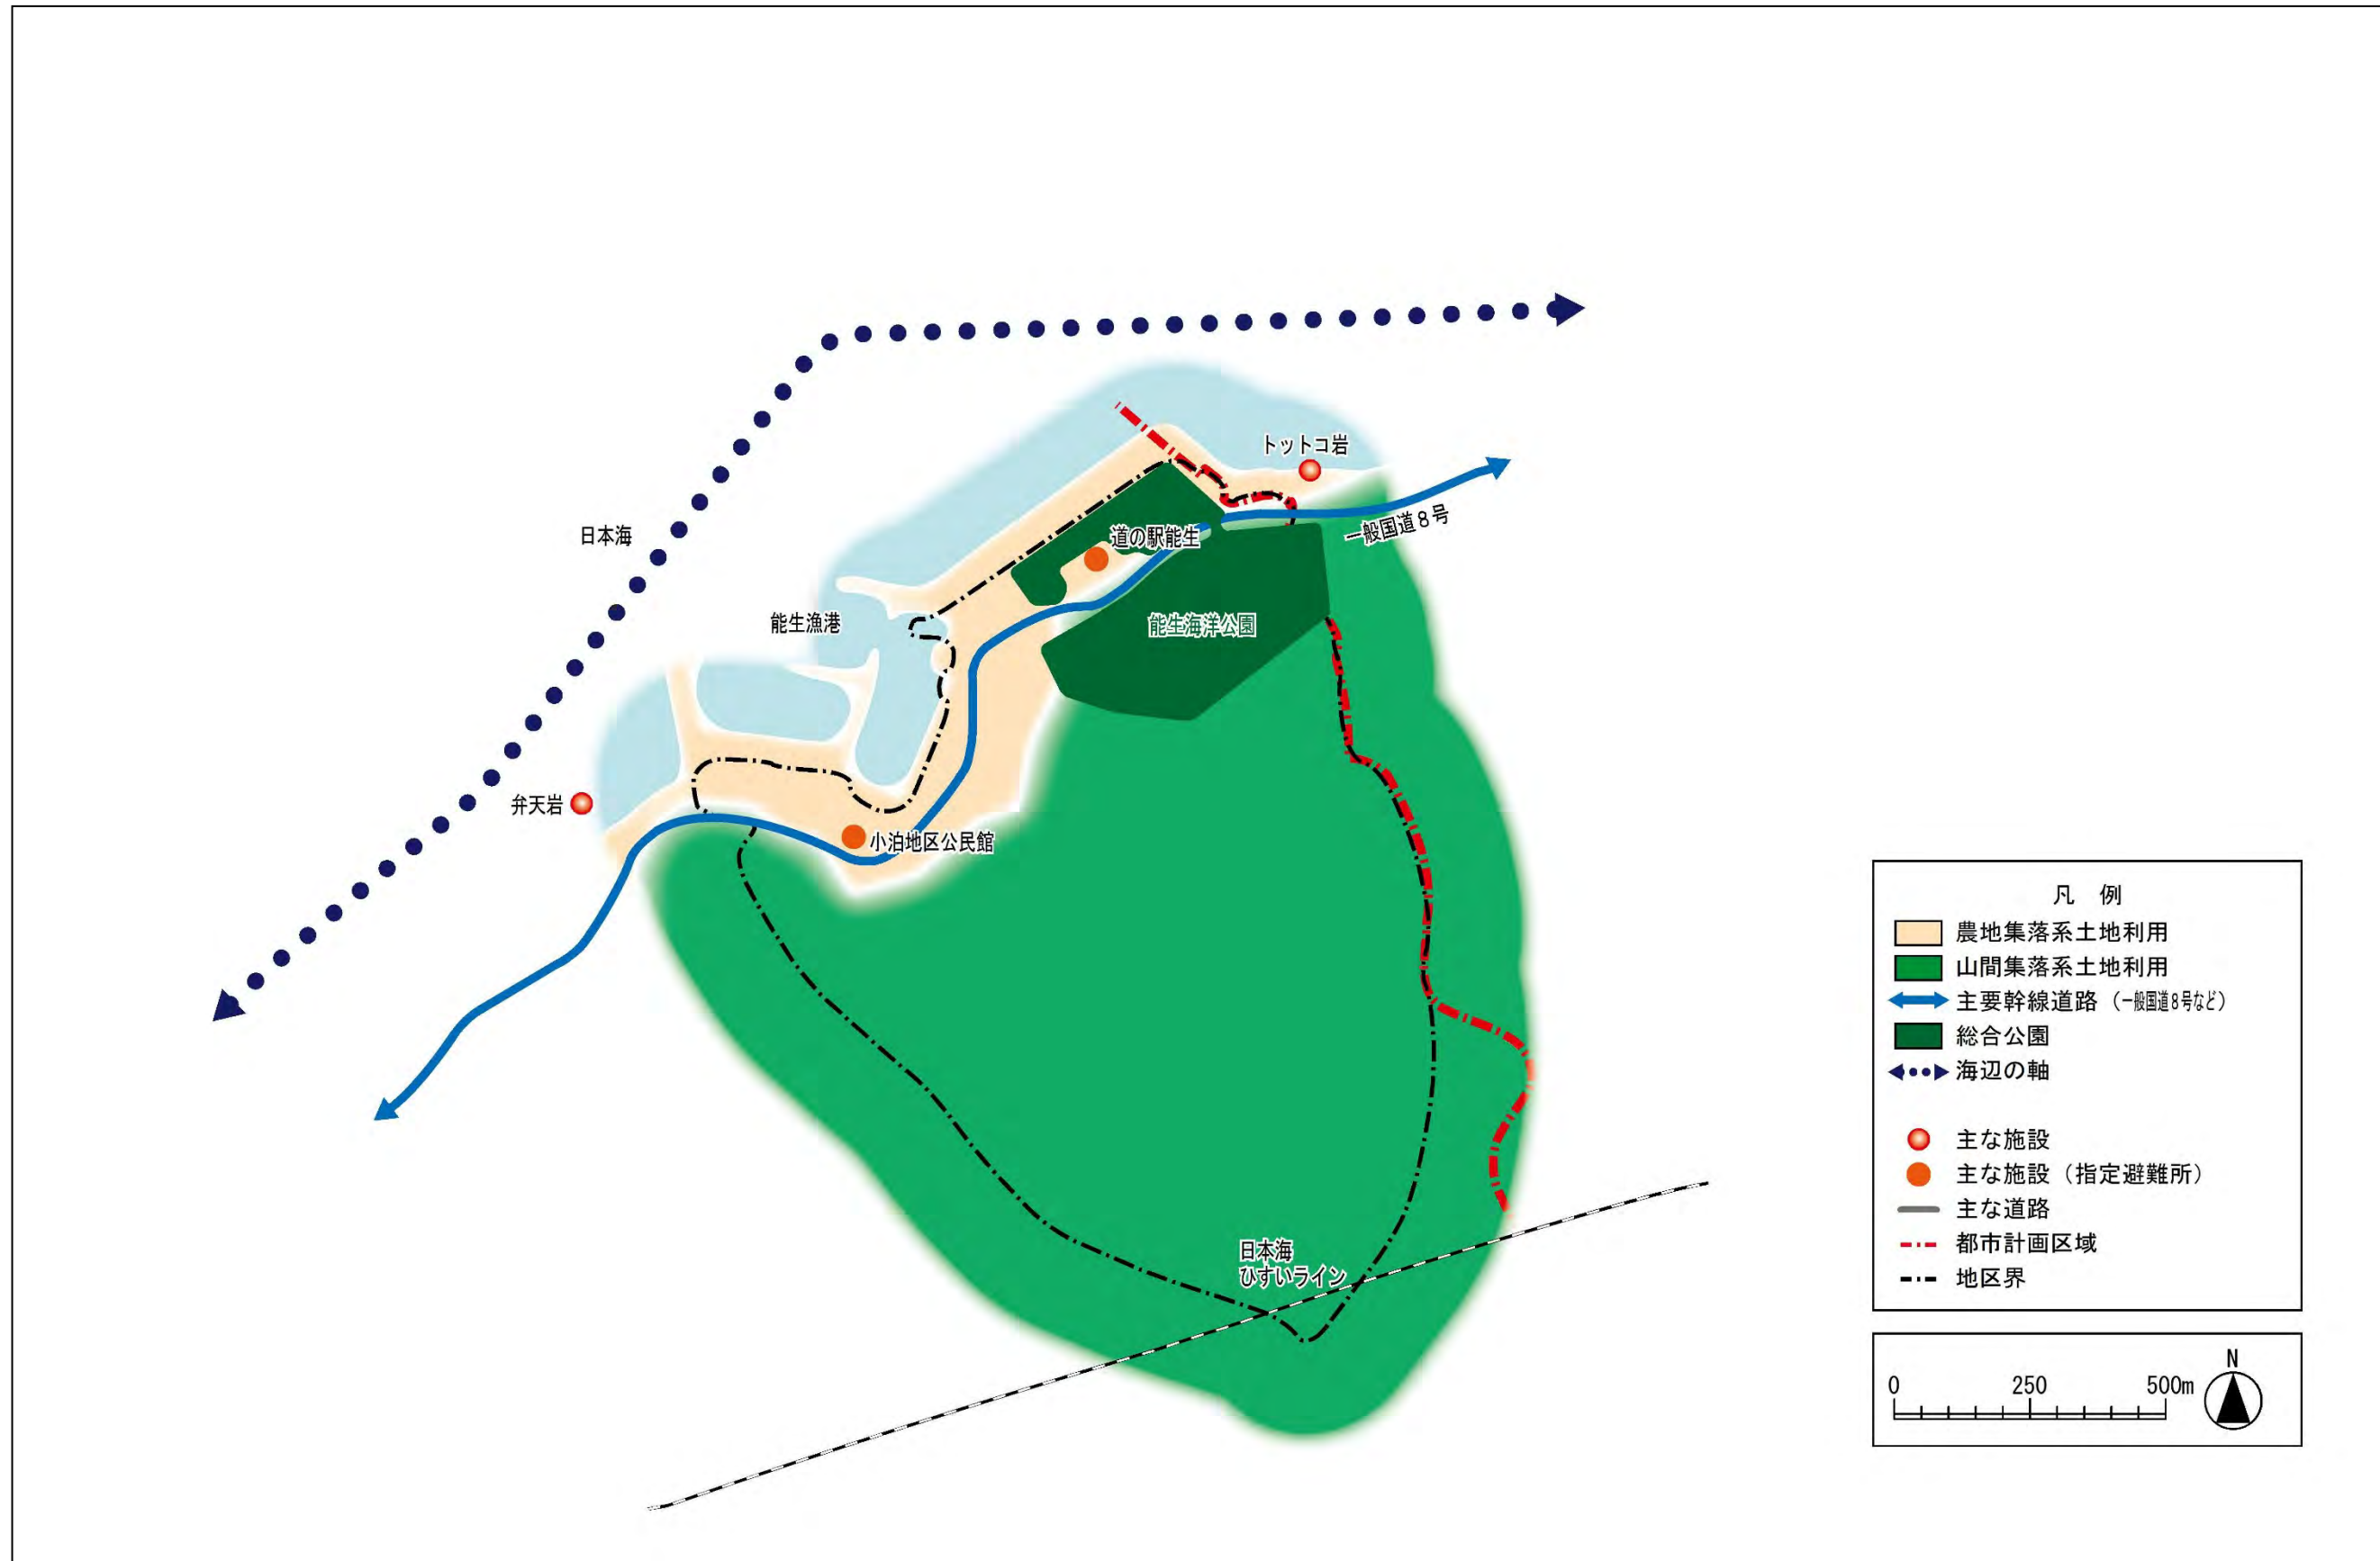 トットコ岩
一般国道8号
日本海
道の駅能生
能生漁港
能生海洋公園
弁天岩
小泊地区公民館
日本海
ひすいライン
凡 例
農地集落系土地利用
山間集落系土地利用
主要幹線道路（一般国道8号など）
総合公園
海辺の軸
主な施設
主な施設（指定避難所）
主な道路
都市計画区域
地区界
N
0 250 500m